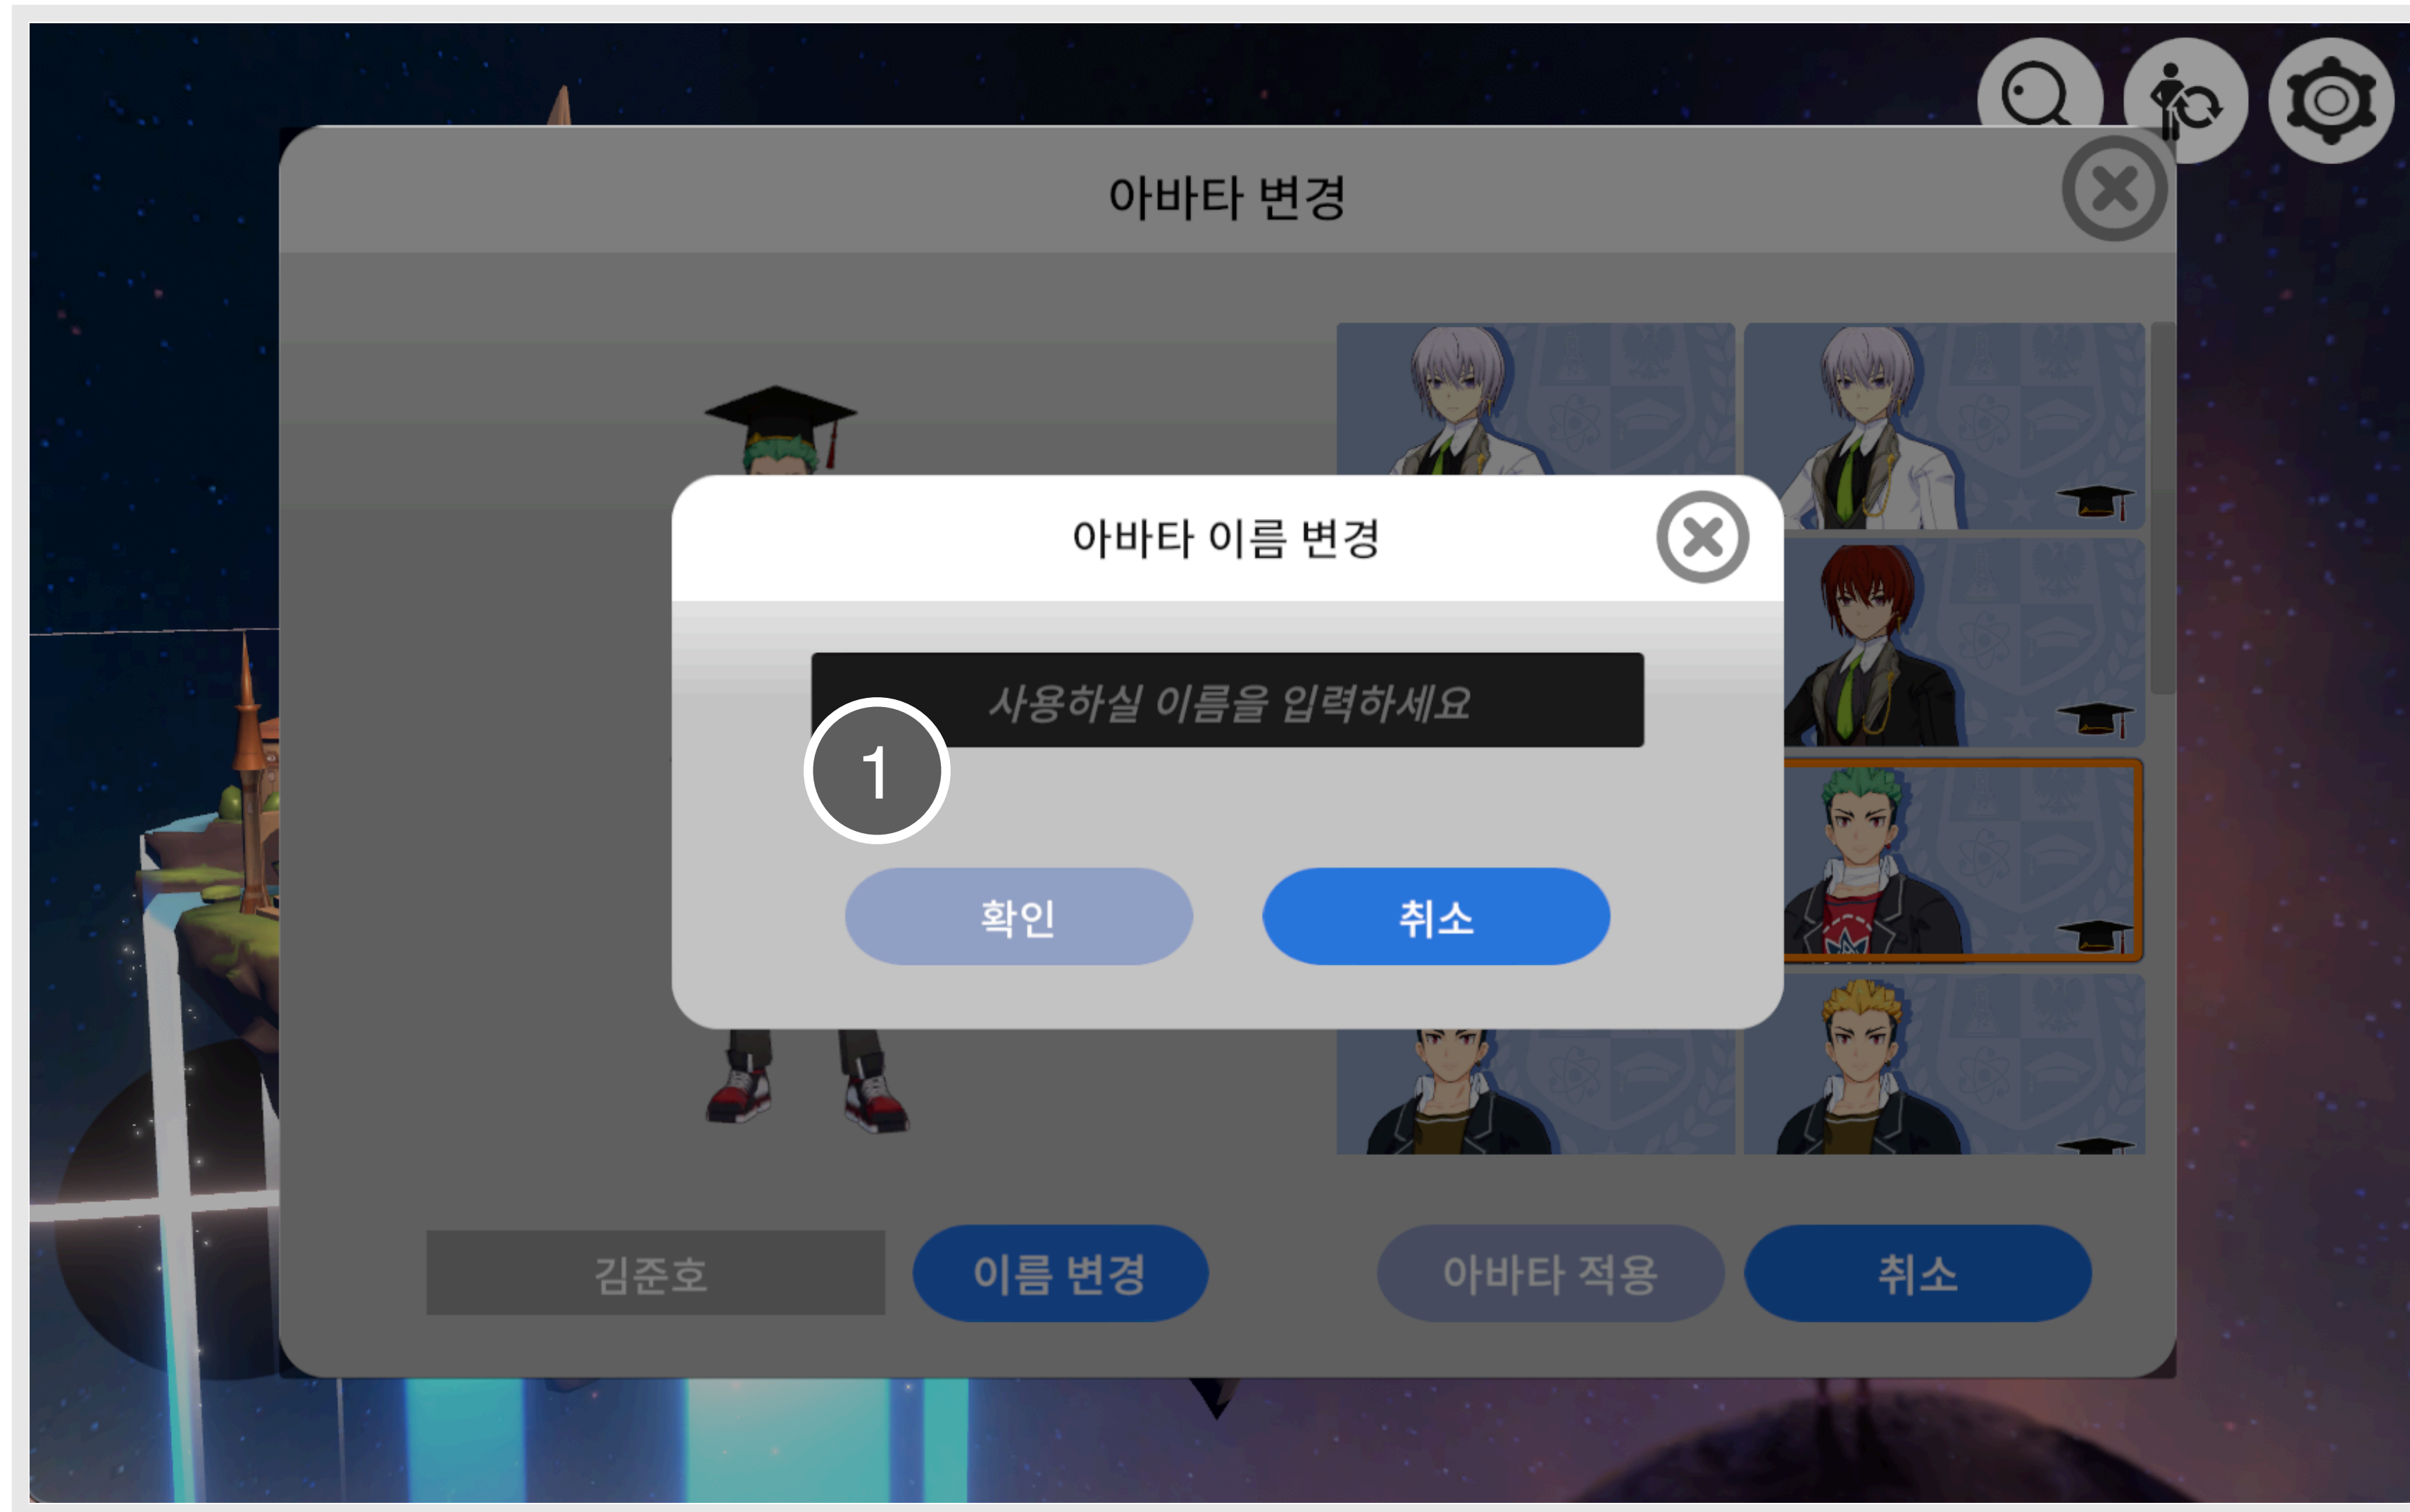 아바타 변경
아바타 이름 변경
사용하실 이름을 입력하세요
1
확인
취소
김준호
이름 변경
아바타 적용
취소